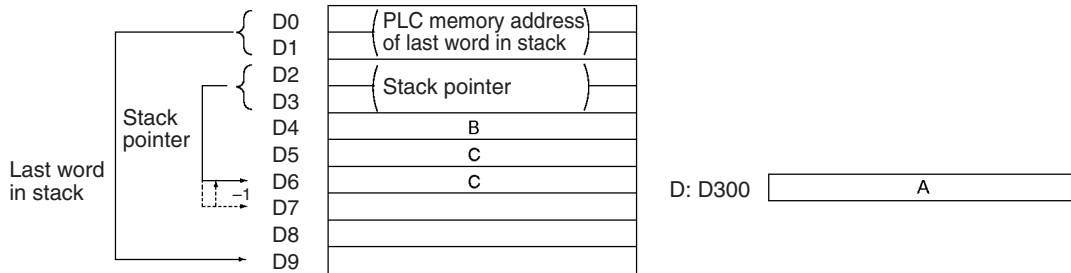 D0
PLC memory address
of last word in stack
D1
D2
Stack pointer
D3
Stack
pointer
D4 B
D5 C
Last word
in stack
D6 C
–1
D7
D: D300 A
D8
D9